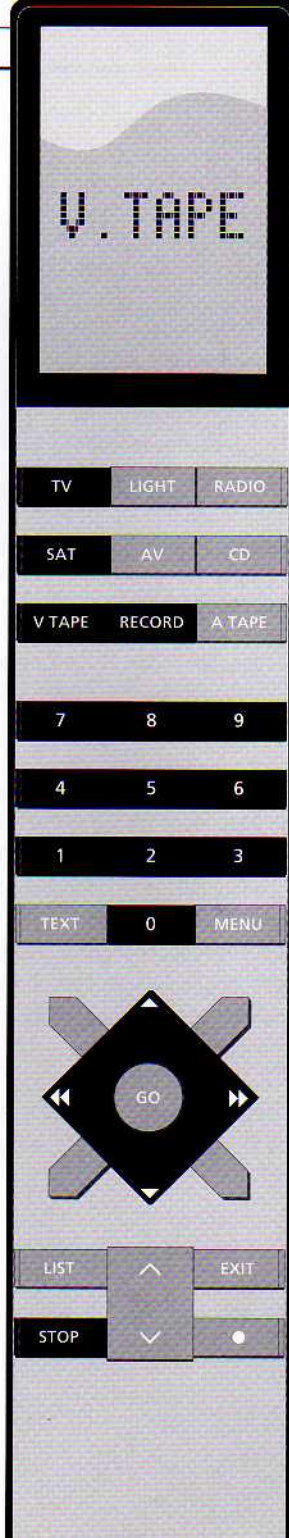 V.TAPE
TV LIGHT RADIO
SAT AV CD
V TAPE RECORD A TAPE
7 8 9
4 5 6
1 2 3
TEXT 0 MENU
GO
LIST EXIT
STOP